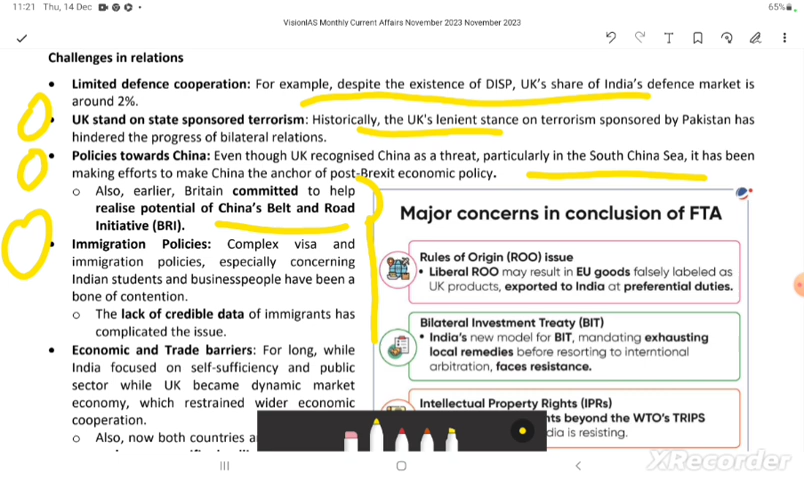 11:21 Thu, 14 Dec
65%
VisionIAS Monthly Current Affairs November 2023 November 2023
Challenges in relations
• Limited defence cooperation: For example, despite the existence of DISP, UK's share of India's defence market is
around 2%.
• UK stand on state sponsored terrorism: Historically, the UK's lenient stance on terrorism sponsored by Pakistan has
hindered the progress of bilateral relations.
• Policies towards China: Even though UK recognised China as a threat, particularly in the South China Sea, it has been
making efforts to make China the anchor of post-Brexit economic policy.
o Also, earlier, Britain committed to help
realise potential of China's Belt and Road
Initiative (BRI).
• Immigration Policies: Complex visa and
immigration policies, especially concerning
Indian students and businesspeople have been a
bone of contention.
o The lack of credible data of immigrants has
complicated the issue.
• Economic and Trade barriers: For long, while
India focused on self-sufficiency and public
sector while UK became dynamic market
economy, which restrained wider economic
cooperation.
o Also, now both countries a
Major concerns in conclusion of FTA
Rules of Origin (ROO) issue
• Liberal ROO may result in EU goods falsely labeled as
UK products, exported to India at preferential duties.
Bilateral Investment Treaty (BIT)
• India's new model for BIT, mandating exhausting
local remedies before resorting to interntional
arbitration, faces resistance.
Intellectual Property Rights (IPRs)
nts beyond the WTO's TRIPS
dia is resisting.
XRecorder